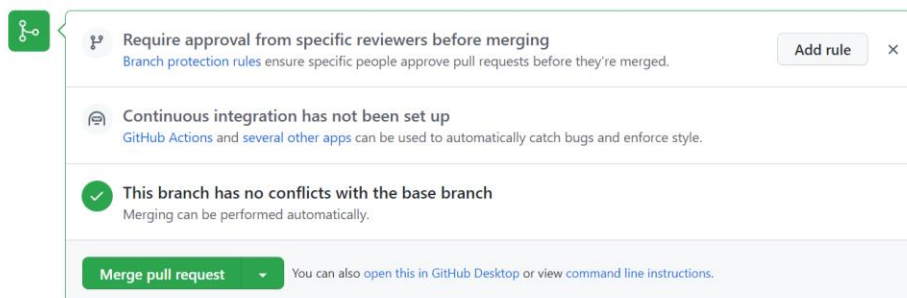 Require approval from specific reviewers before merging
Add rule
Branch protection rules ensure specific people approve pull requests before they're merged.
Continuous integration has not been set up
GitHub Actions and several other apps can be used to automatically catch bugs and enforce style.
This branch has no conflicts with the base branch
Merging can be performed automatically.
Merge pull request
You can also open this in GitHub Desktop or view command line instructions.